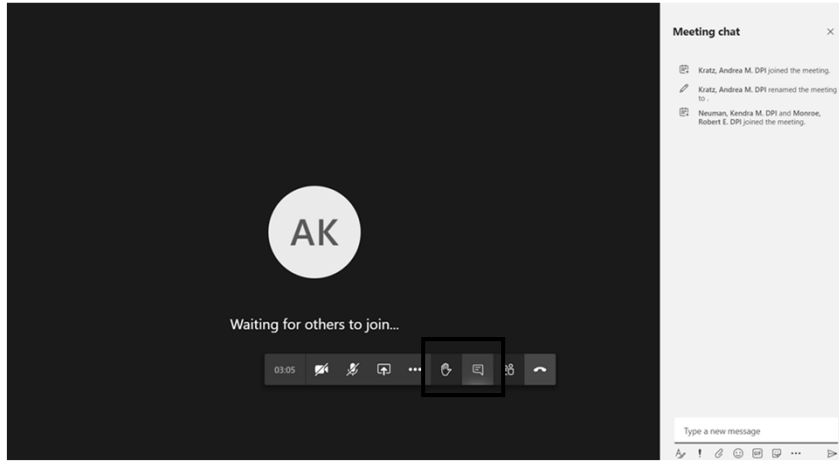 Meeting chat
Kratz, Andrea M. DPI joined the meeting.
Kratz, Andrea M. DPI renamed the meeting
to .
Neuman, Kendra M. DPI and Monroe,
Robert E. DPI joined the meeting.
AK
Waiting for others to join...
03:05
Type a new message
GIF